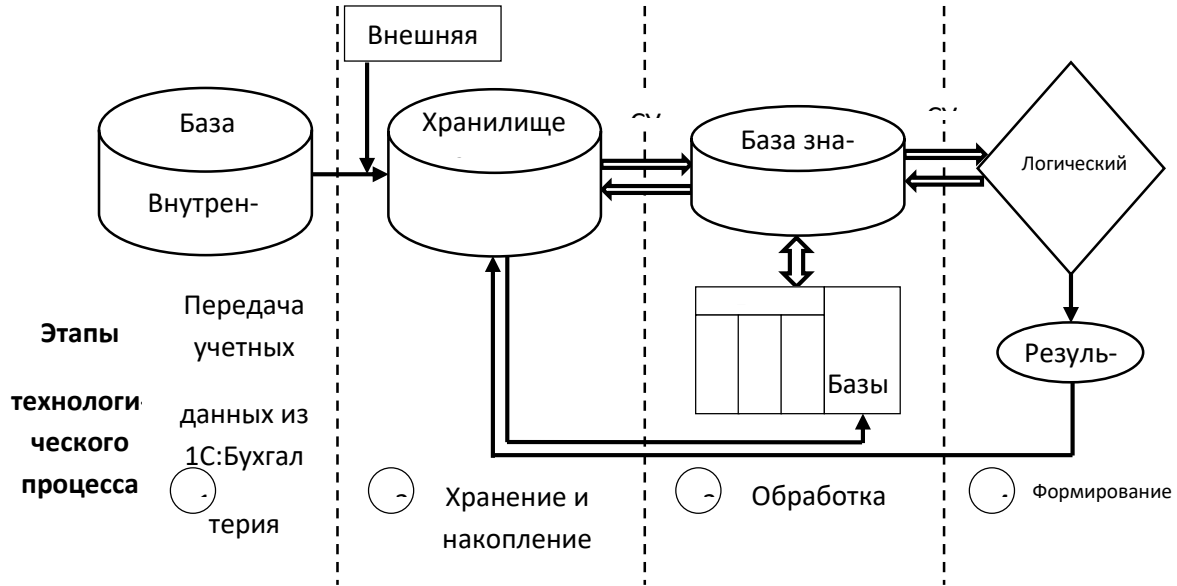 Внешняя
База
Внутрен-
Хранилище
База зна-
Логический
Базы
Резуль-
Этапы
технологи-
ческого
процесса
Передача
учетных
данных из
1С:Бухгал
терия
Хранение и
накопление
Обработка
Формирование